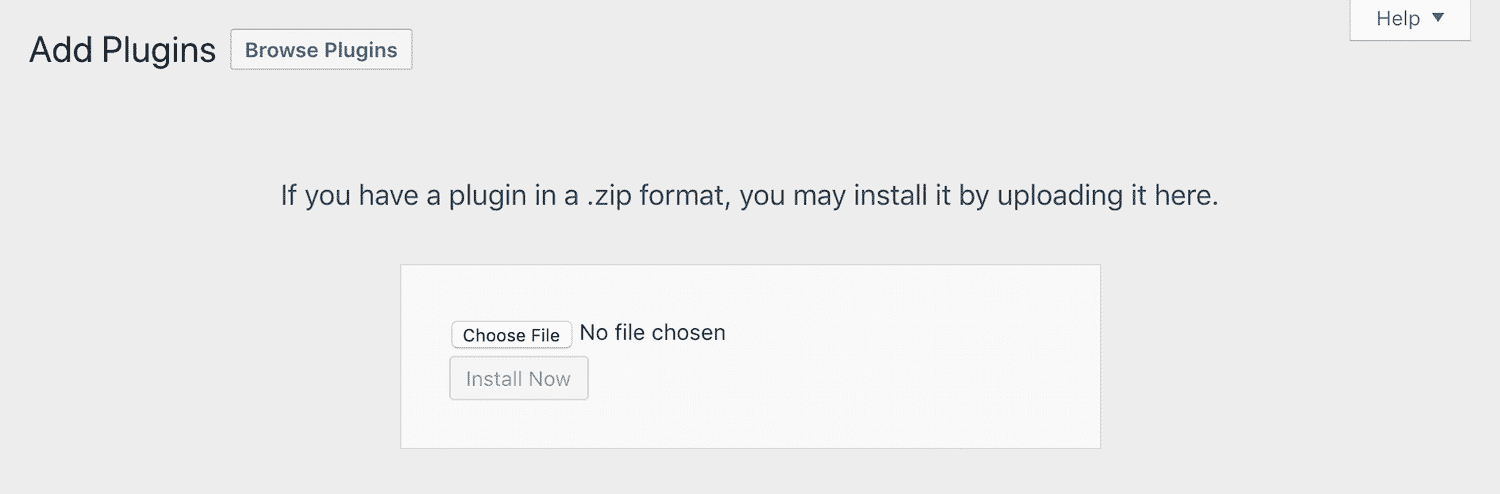 Help
Add Plugins Browse Plugins
If you have a plugin in a .zip format, you may install it by uploading it here.
Choose File No file chosen
Install Now